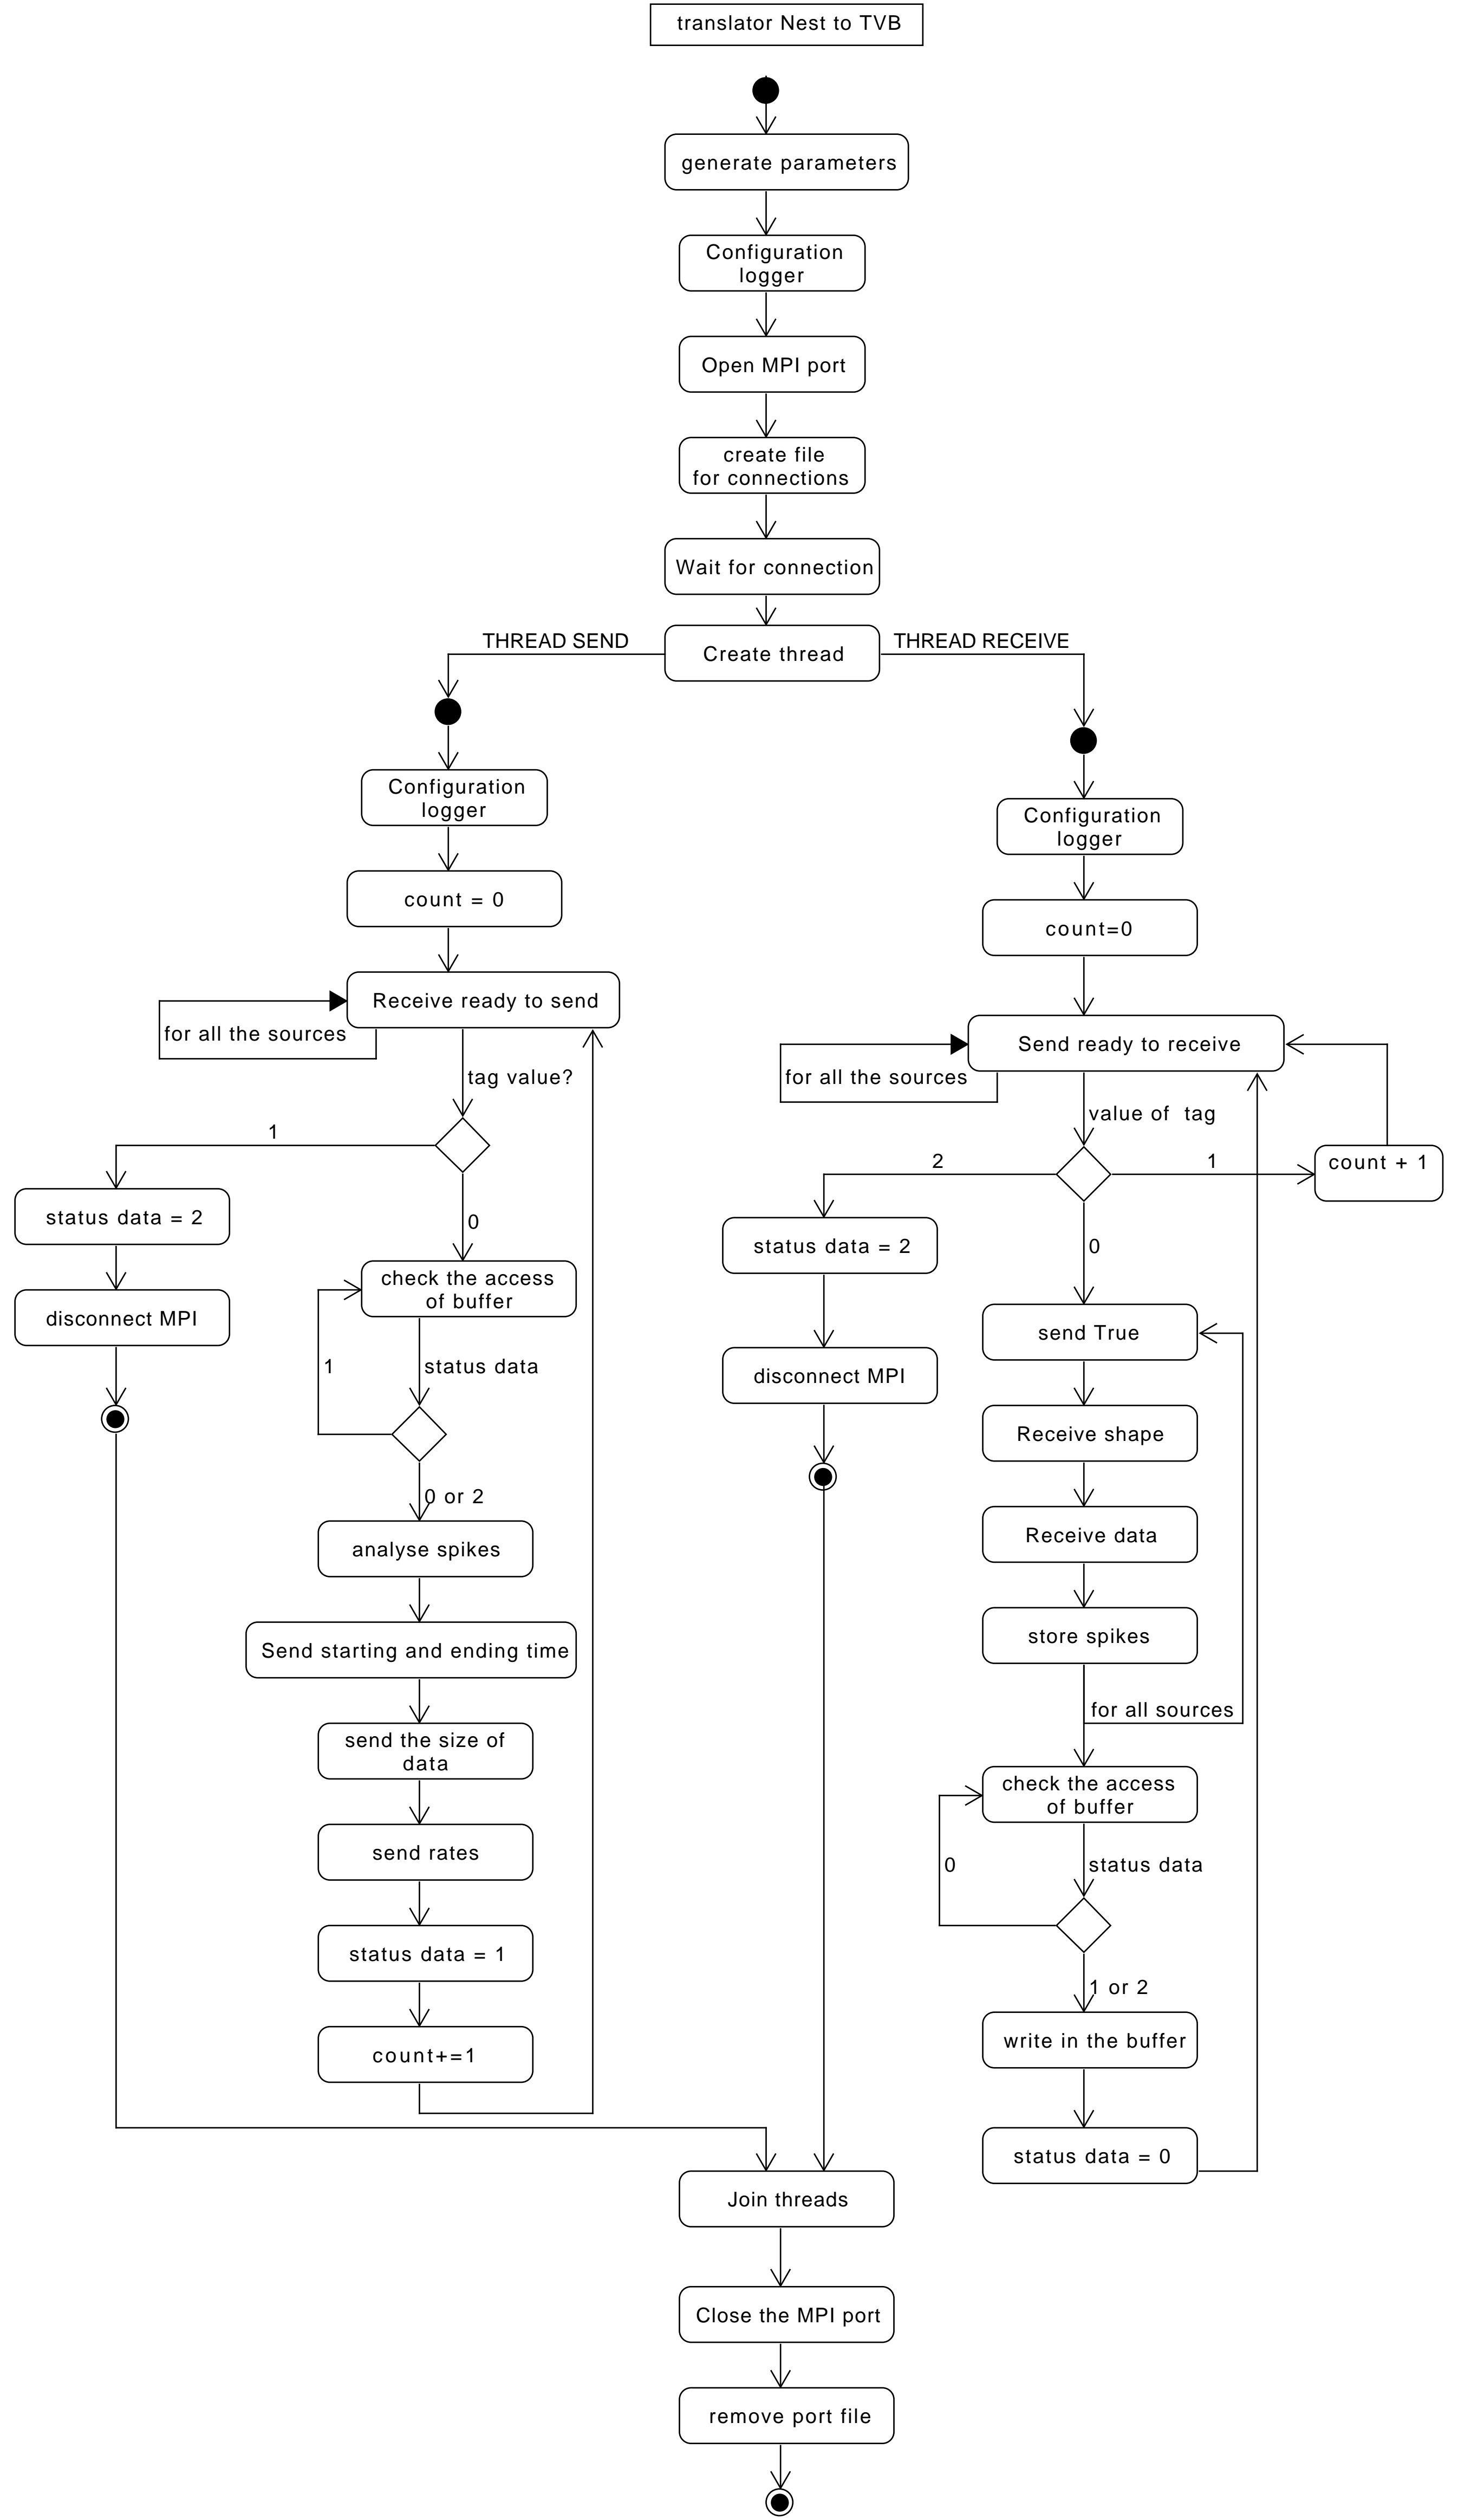 translator Nest to TVB
generate parameters
Configuration
logger
Open MPI port
create file
for connections
Wait for connection
THREAD SEND
Create thread
THREAD RECEIVE
Configuration
logger
count = 0
Receive ready to send
for all the sources
tag value?
1
status data = 2
disconnect MPI
0
check the access
of buffer
1
status data
0 or 2
analyse spikes
Send starting and ending time
send the size of
data
send rates
status data = 1
count+=1
Configuration
logger
count=0
Send ready to receive
for all the sources
value of  tag
2
1
count + 1
status data = 2
disconnect MPI
0
send True
Receive shape
Receive data
store spikes
for all sources
check the access
of buffer
0
status data
1 or 2
write in the buffer
status data = 0
Join threads
Close the MPI port
remove port file